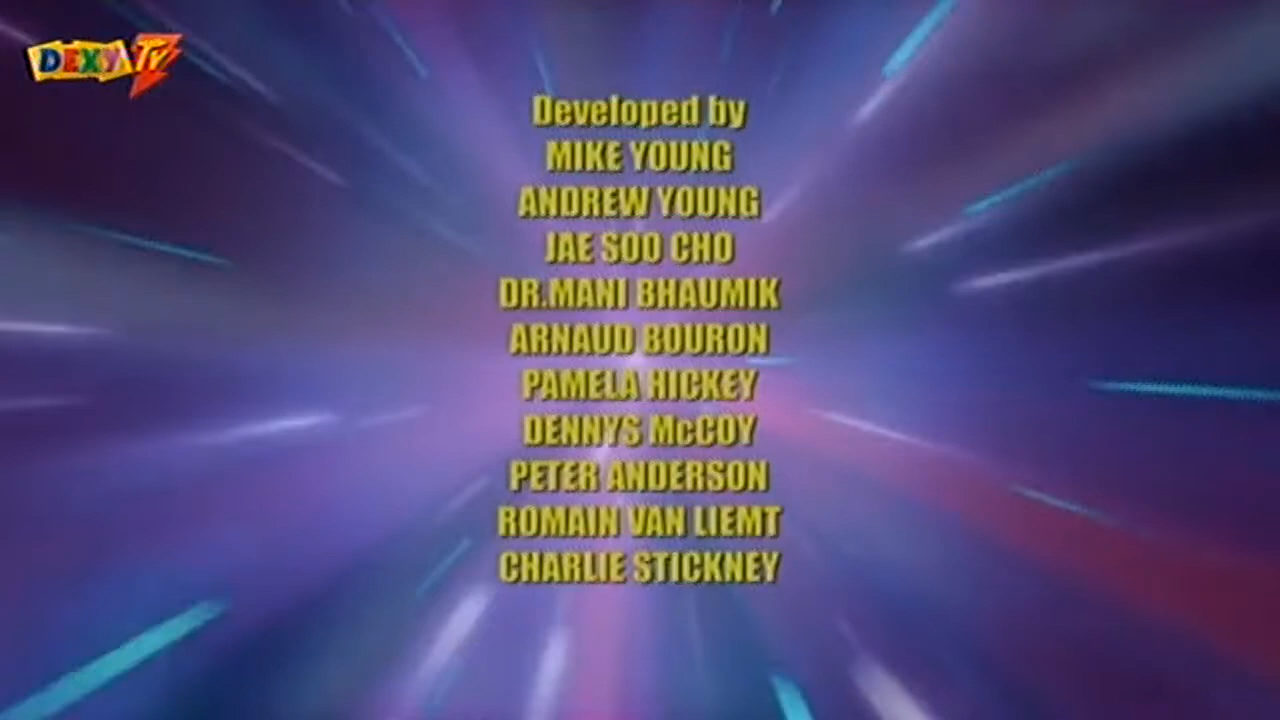 DEXY TV
Developed by
MIKE YOUNG
ANDREW YOUNG
JAE SOO CHO
DR.MANI BHAUMIK
ARNAUD BOURON
PAMELA HICKEY
DENNYS McCOY
PETER ANDERSON
ROMAIN VAN LIEMT
CHARLIE STICKNEY